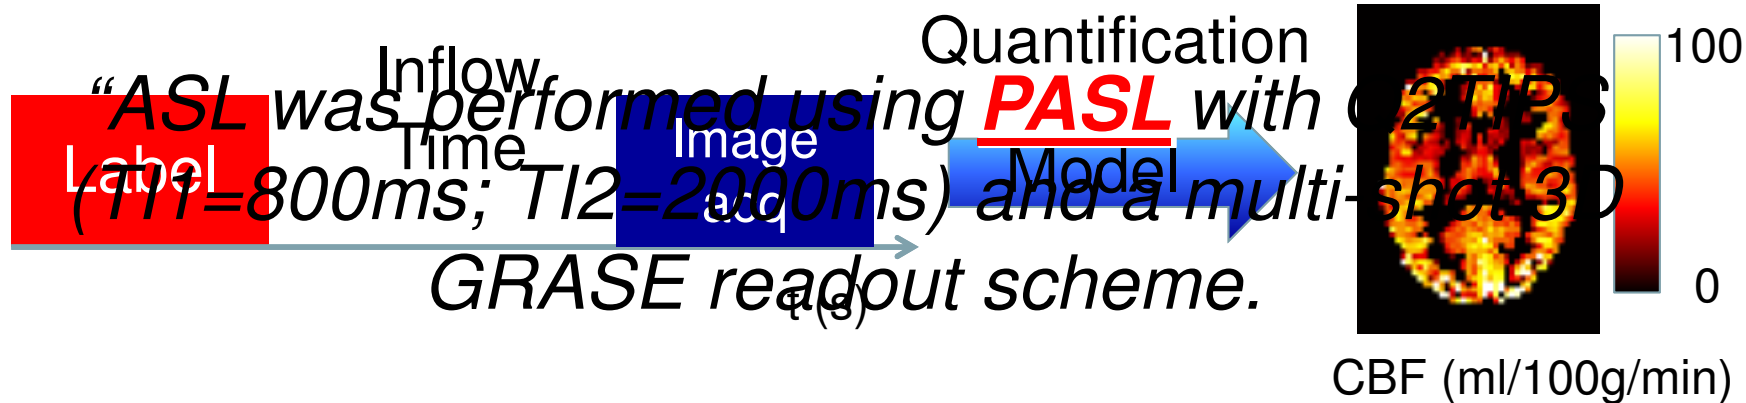 Quantification
Model
Inflow
Time
Label
Image
acq
t (s)
“ASL was performed using PASL with Q2TIPS
(TI1=800ms; TI2=2000ms) and a multi-shot 3D
GRASE readout scheme.
100
0
CBF (ml/100g/min)